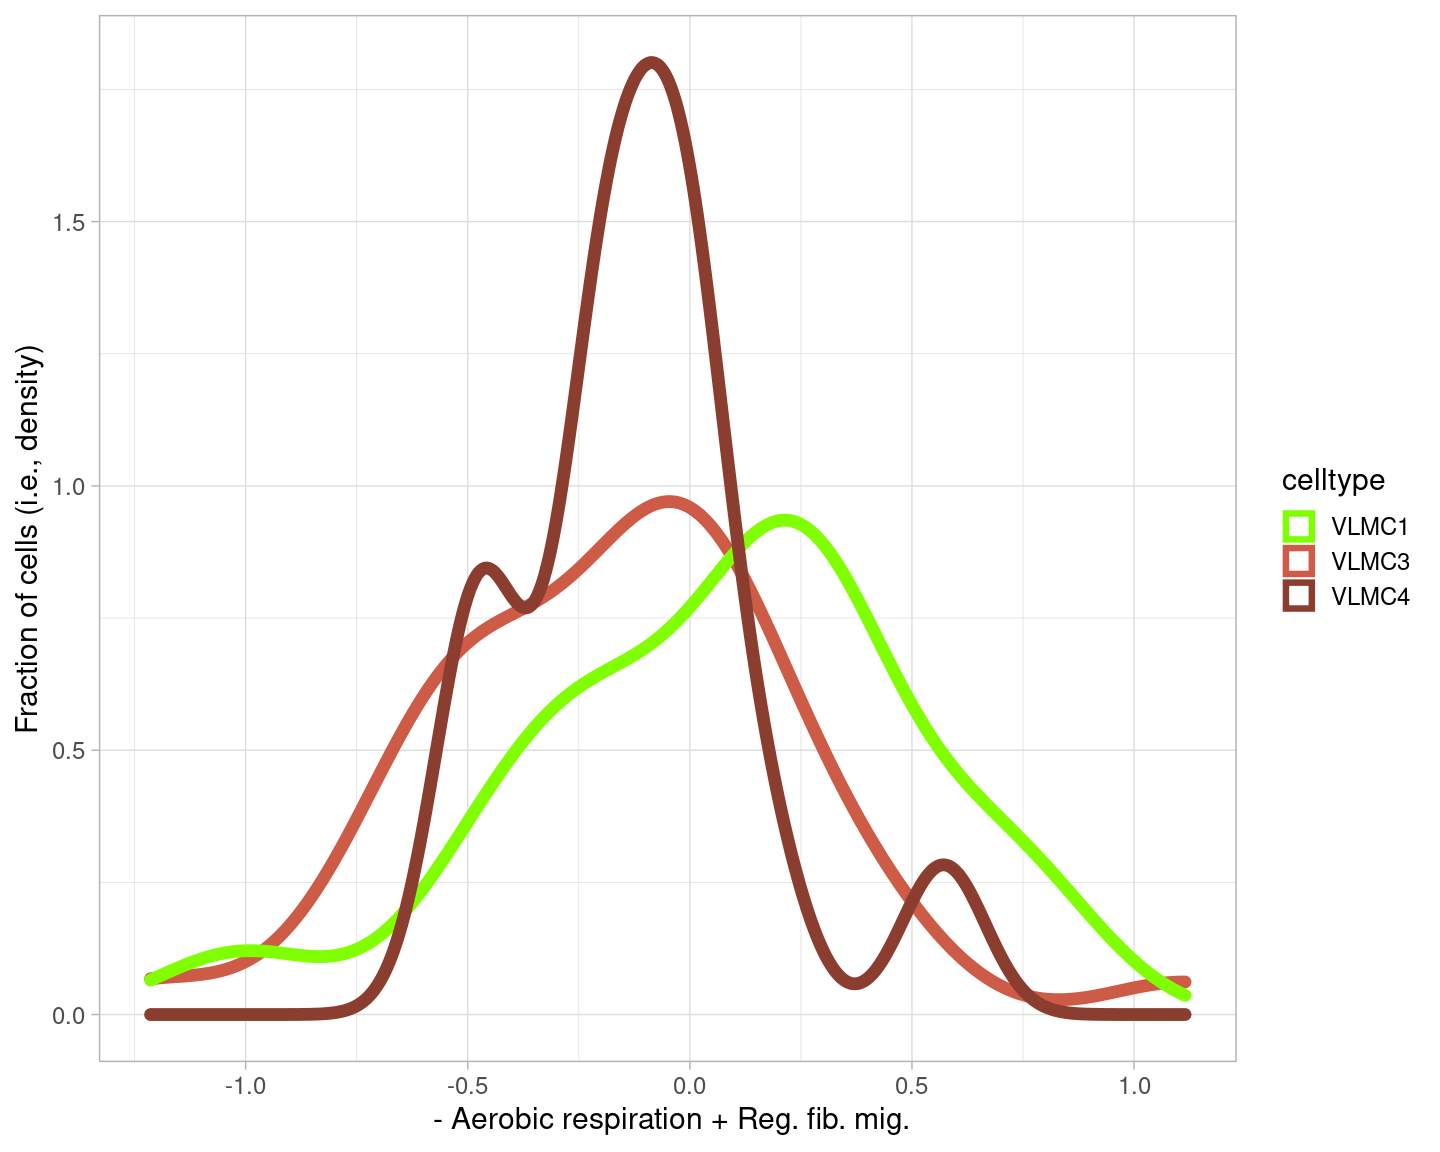 Fraction of cells (i.e., density)
1.5
1.0
0.5
0.0
-1.0
-0.5
0.0
0.5
1.0
- Aerobic respiration + Reg. fib. mig.
celltype
VLMC1
VLMC3
VLMC4